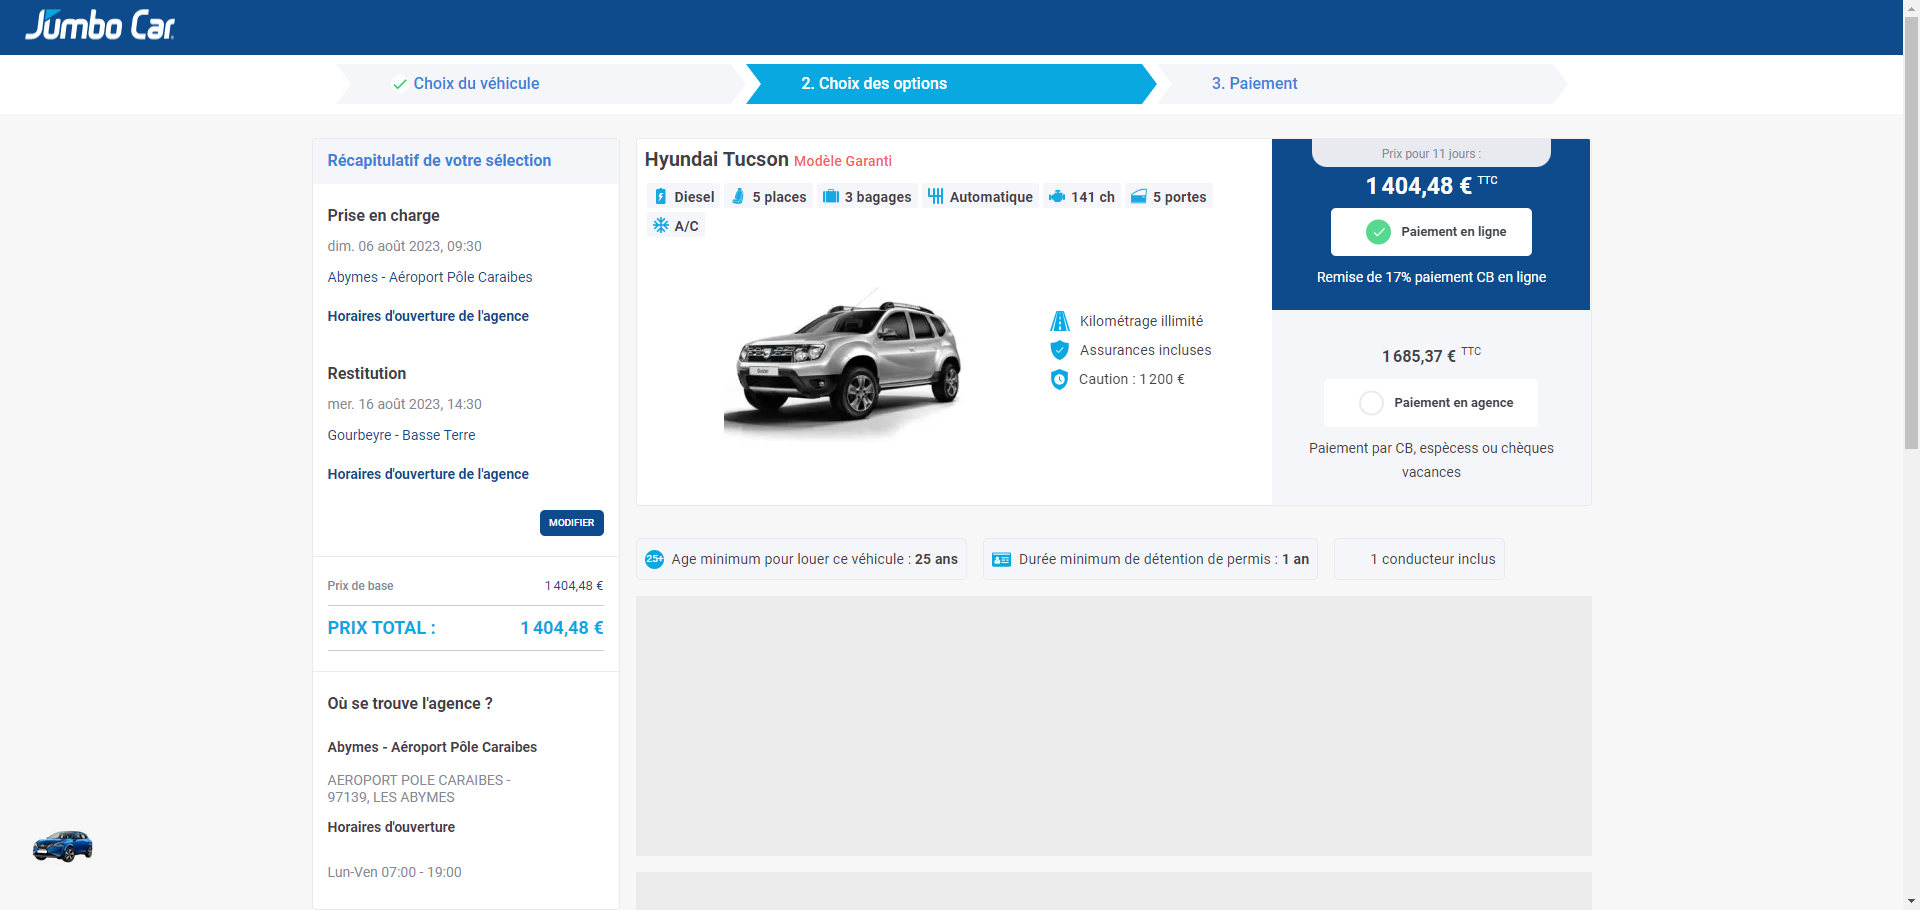 Jumbo Car
Choix du véhicule
2. Choix des options
3. Paiement
Récapitulatif de votre sélection
Prise en charge
dim. 06 août 2023, 09:30
Abymes - Aéroport Pôle Caraibes
Horaires d'ouverture de l'agence
Restitution
mer. 16 août 2023, 14:30
Gourbeyre - Basse Terre
Horaires d'ouverture de l'agence
MODIFIER
Prix de base 1 404,48 €
PRIX TOTAL : 1 404,48 €
Où se trouve l'agence ?
Abymes - Aéroport Pôle Caraibes
AEROPORT POLE CARAIBES -
97139, LES ABYMES
Horaires d'ouverture
Lun-Ven 07:00 - 19:00
Hyundai Tucson Modèle Garanti
Diesel 5 places 3 bagages Automatique 141 ch 5 portes
A/C
Kilométrage illimité
Assurances incluses
Caution : 1 200 €
Prix pour 11 jours :
1 404,48 € TTC
Paiement en ligne
Remise de 17% paiement CB en ligne
1 685,37 € TTC
Paiement en agence
Paiement par CB, espècess ou chèques
vacances
25+ Age minimum pour louer ce véhicule : 25 ans
Durée minimum de détention de permis : 1 an
1 conducteur inclus